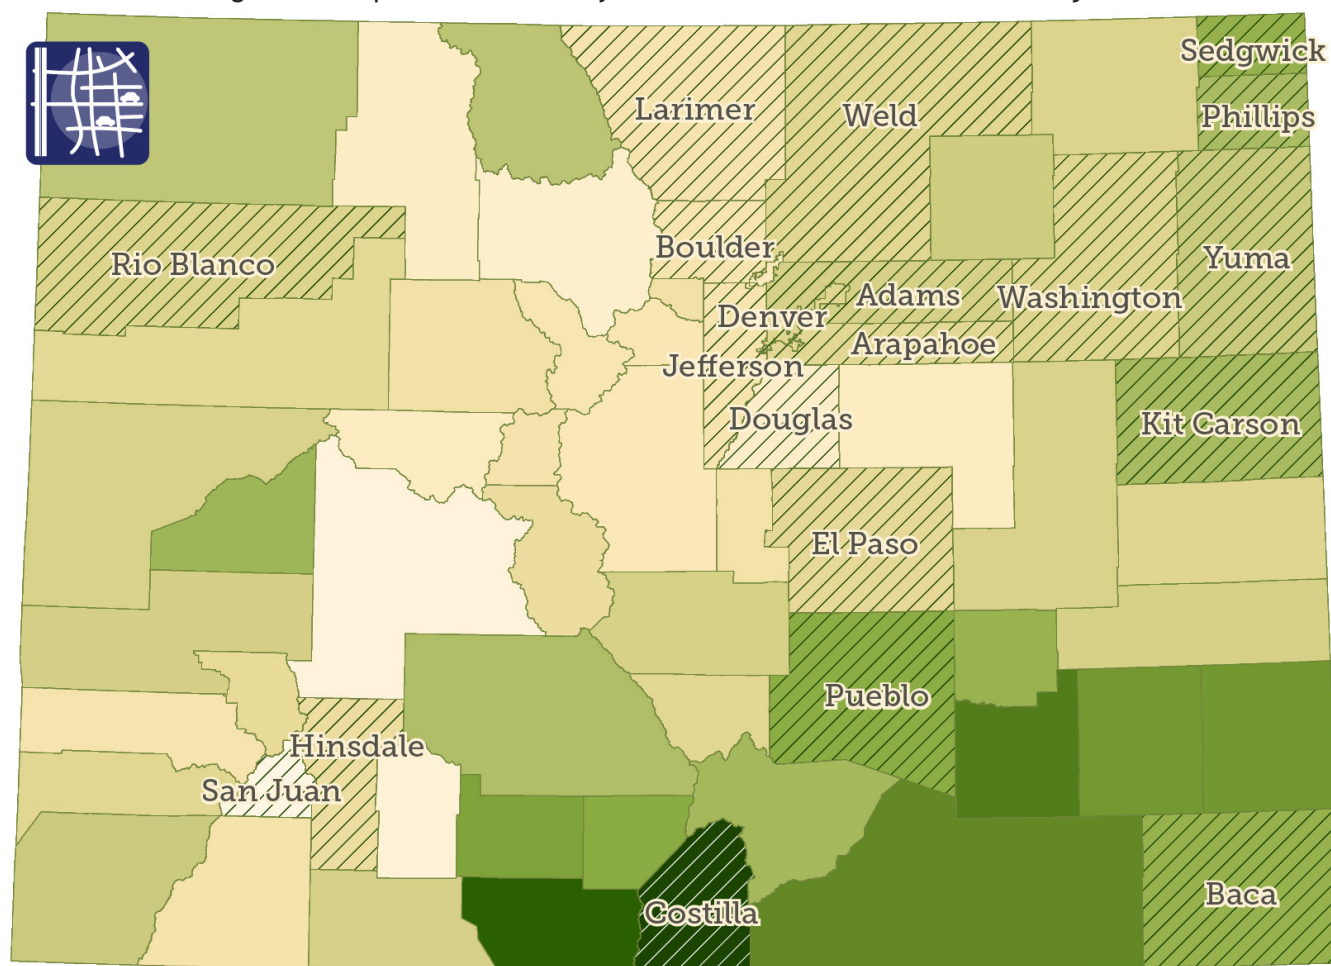 Sedgwick
Larimer
Weld
Phillips
Boulder
Rio Blanco
Yuma
Adams
Washington
Denver
Arapahoe
Jefferson
Douglas
Kit Carson
El Paso
Pueblo
Hinsdale
San Juan
Baca
Costilla